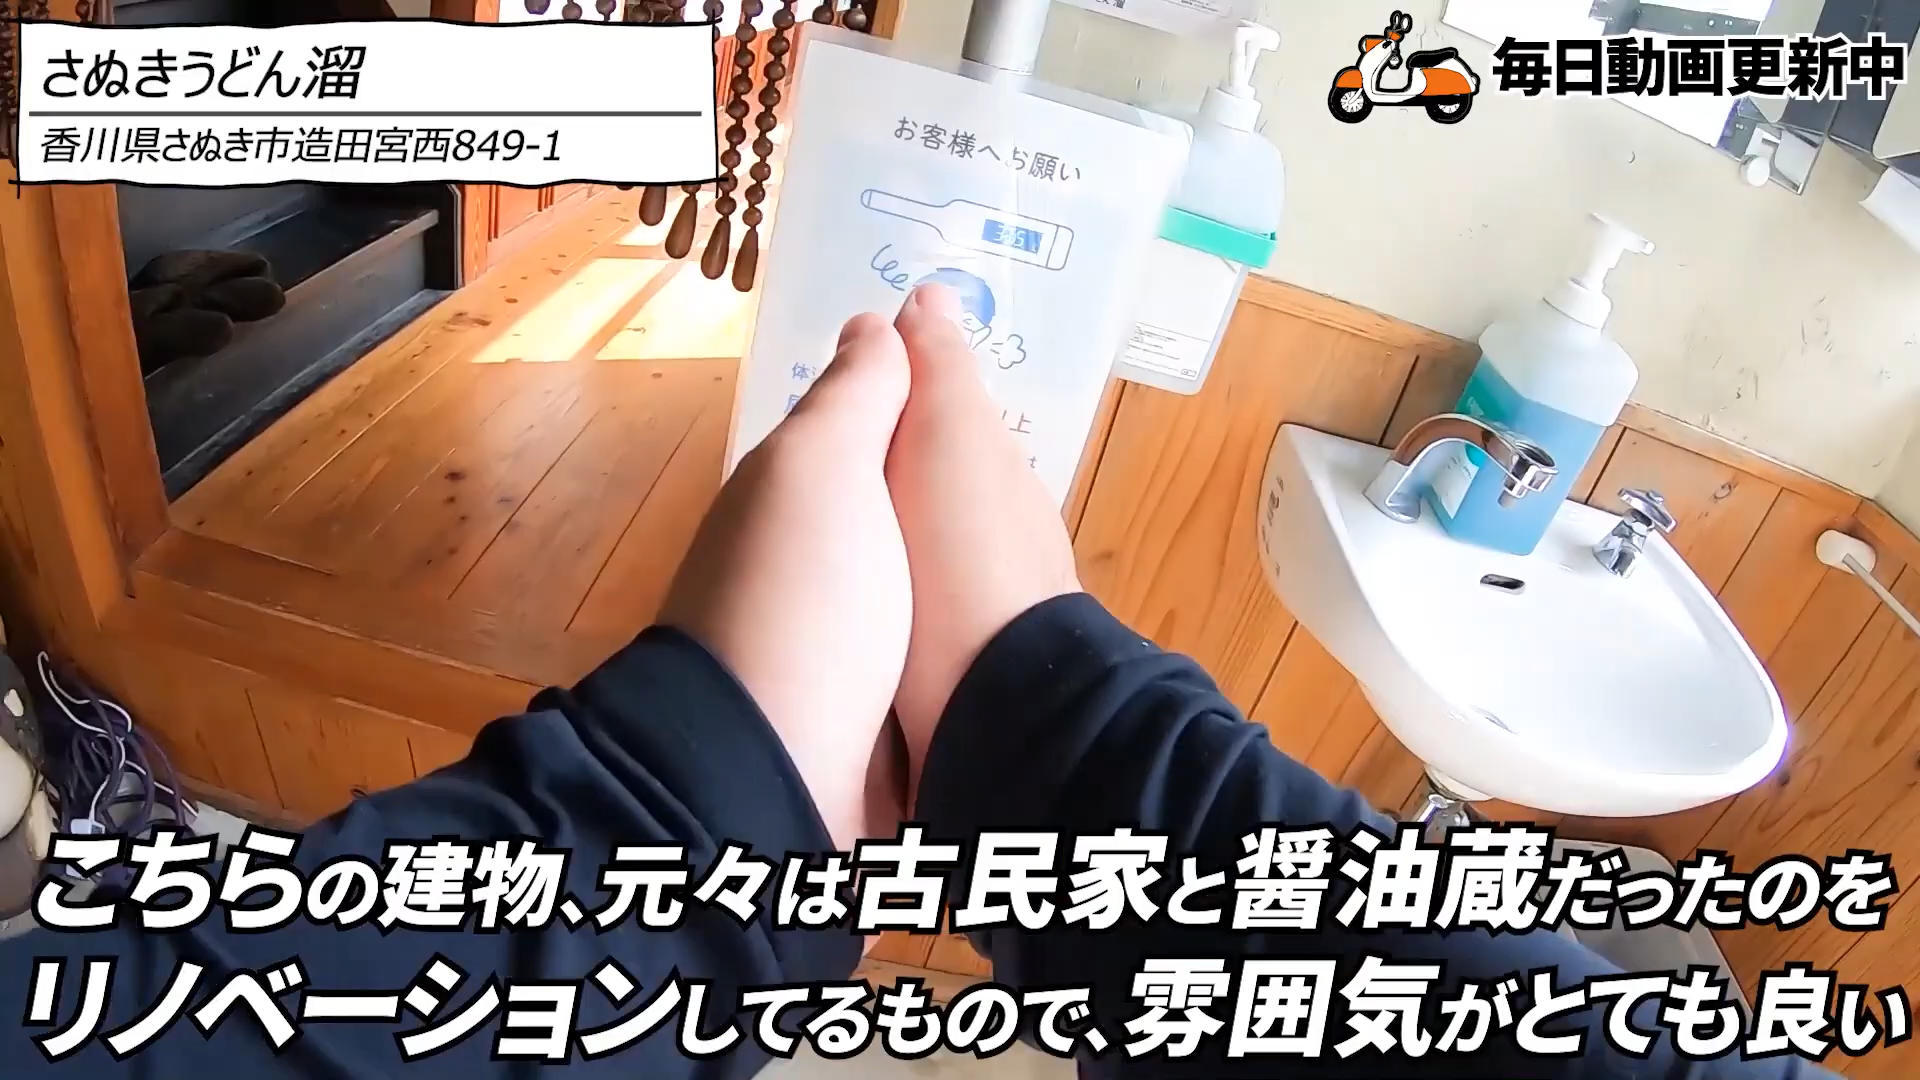 さぬきうどん溜
香川県さぬき市造田宮西849-1
毎日動画更新中
お客様へお願い
上
こちらの建物、元々は古民家と醤油蔵だったのを
リノベーションしてるもので、雰囲気がとても良い